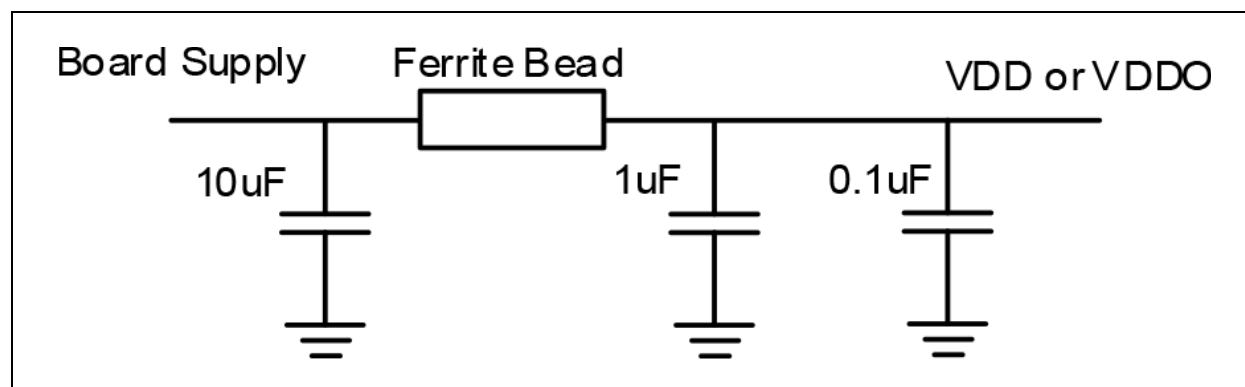 Board Supply
Ferrite Bead
VDD or VDDO
10uF
1uF
0.1uF